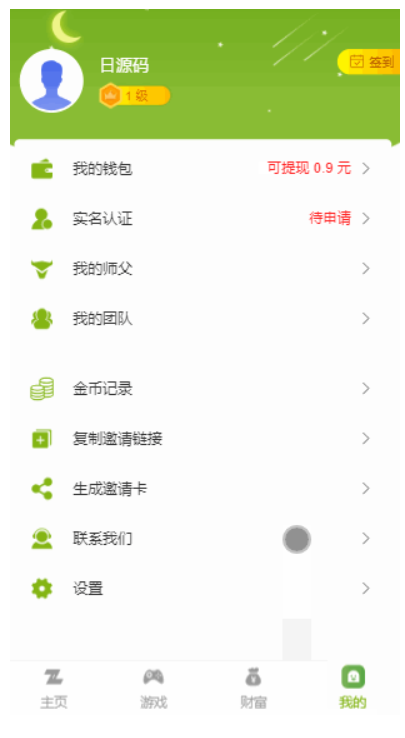 日源码
签到
1 级
我的钱包 可提现 0.9 元
实名认证 待申请
我的师父
我的团队
金币记录
复制邀请链接
生成邀请卡
联系我们
设置
主页 游戏 财富 我的